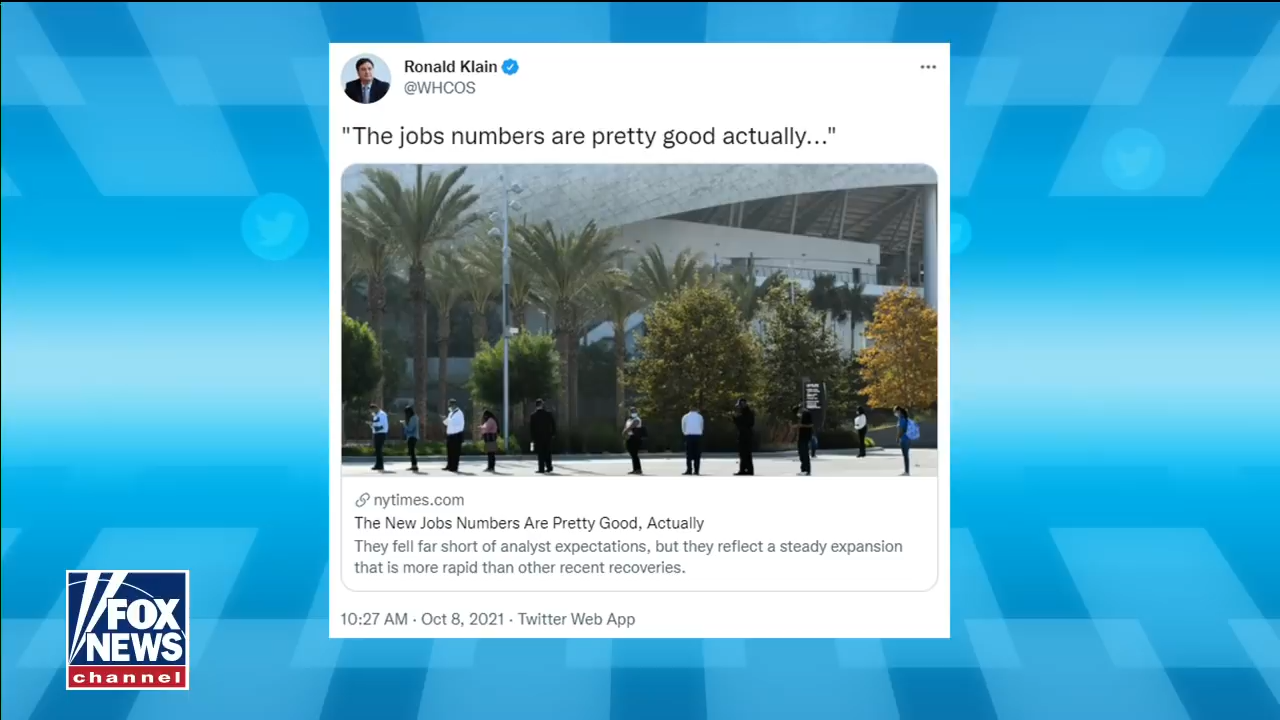 Ronald Klain
@WHCOS
"The jobs numbers are pretty good actually..."
nytimes.com
The New Jobs Numbers Are Pretty Good, Actually
They fell far short of analyst expectations, but they reflect a steady expansion
that is more rapid than other recent recoveries.
10:27 AM · Oct 8, 2021 · Twitter Web App
FOX
NEWS
channel